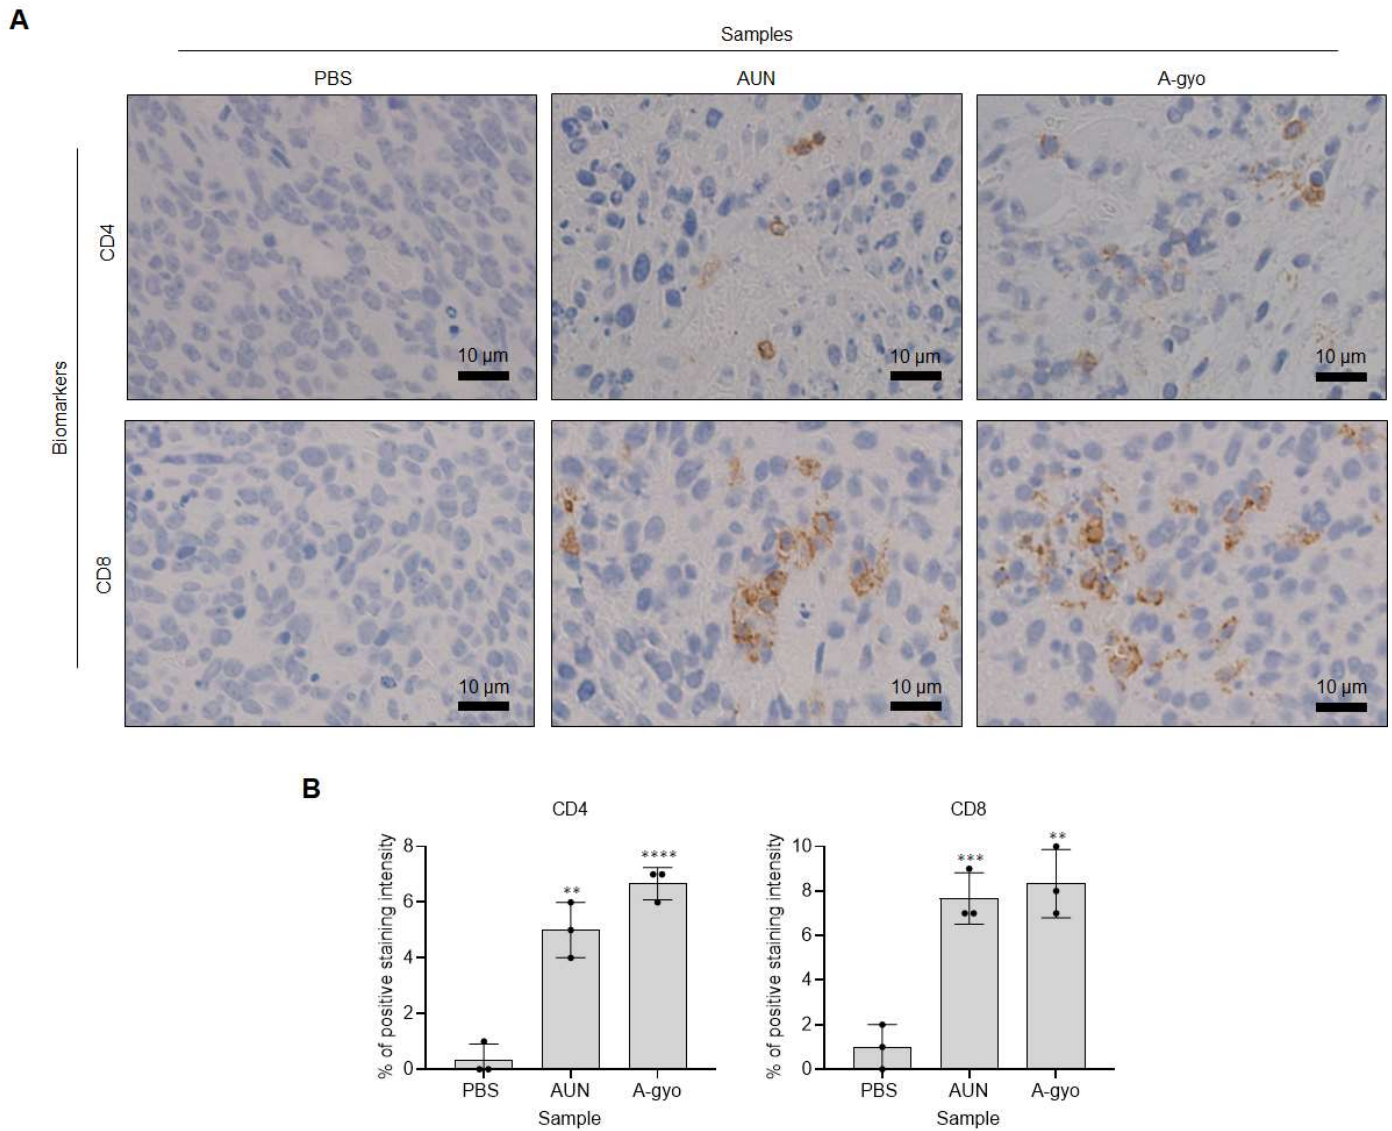 A
Samples
PBS AUN A-gyo
Biomarkers
CD4
10 µm 10 µm 10 µm
CD8
10 µm 10 µm 10 µm
B
CD4
% of positive staining intensity
8
6
4
2
0
** ****
PBS AUN A-gyo
Sample
CD8
% of positive staining intensity
10
8
6
4
2
0
*** **
PBS AUN A-gyo
Sample